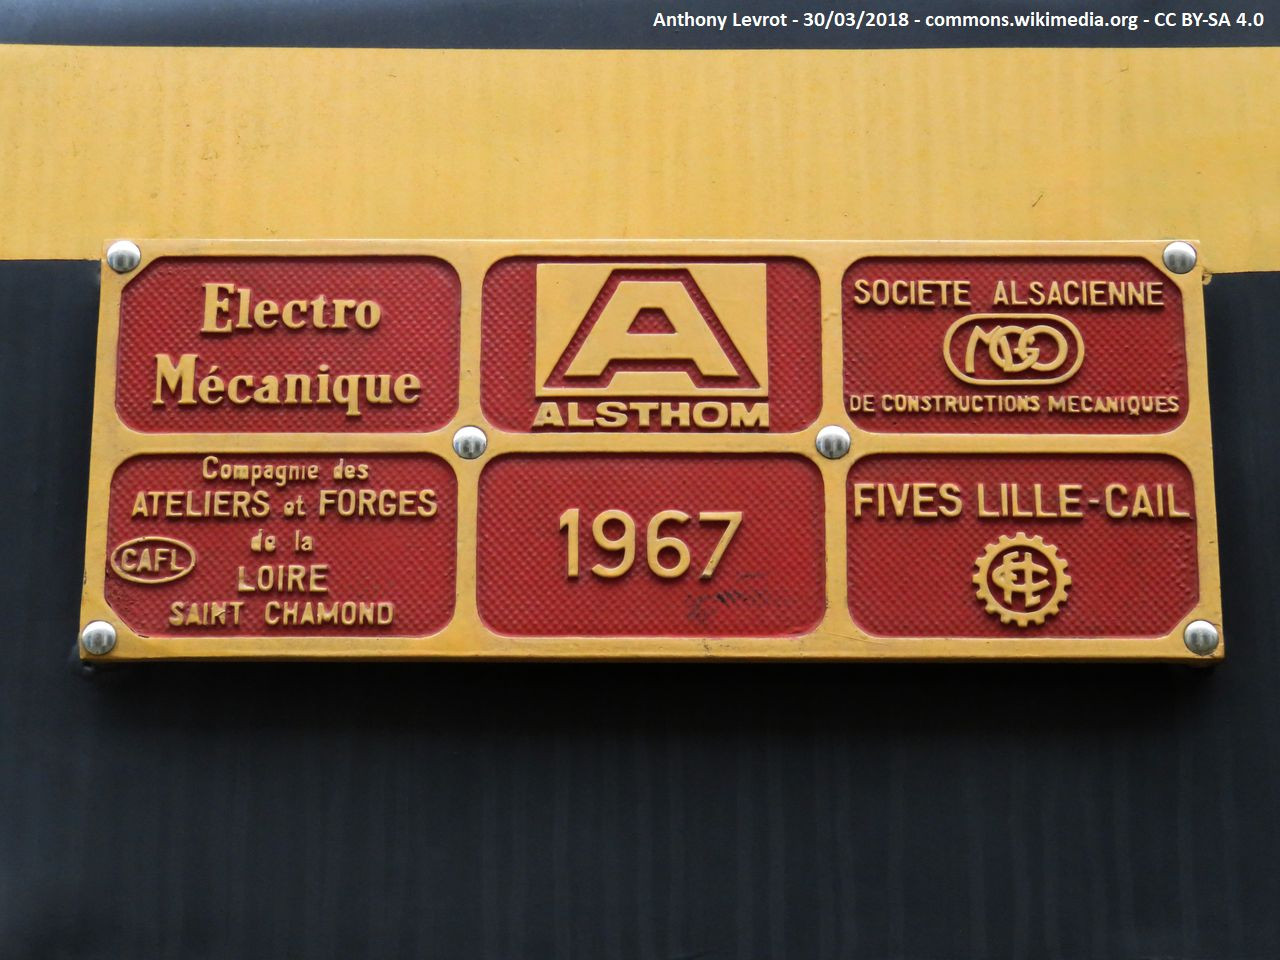 Anthony Levrot - 30/03/2018 - commons.wikimedia.org - CC BY-SA 4.0
Electro
Mécanique
ALSTHOM
SOCIETE ALSACIENNE
MGO
DE CONSTRUCTIONS MECANIQUES
Compagnie des
ATELIERS et FORGES
de la
CAFL
LOIRE
SAINT CHAMOND
1967
FIVES LILLE-CAIL